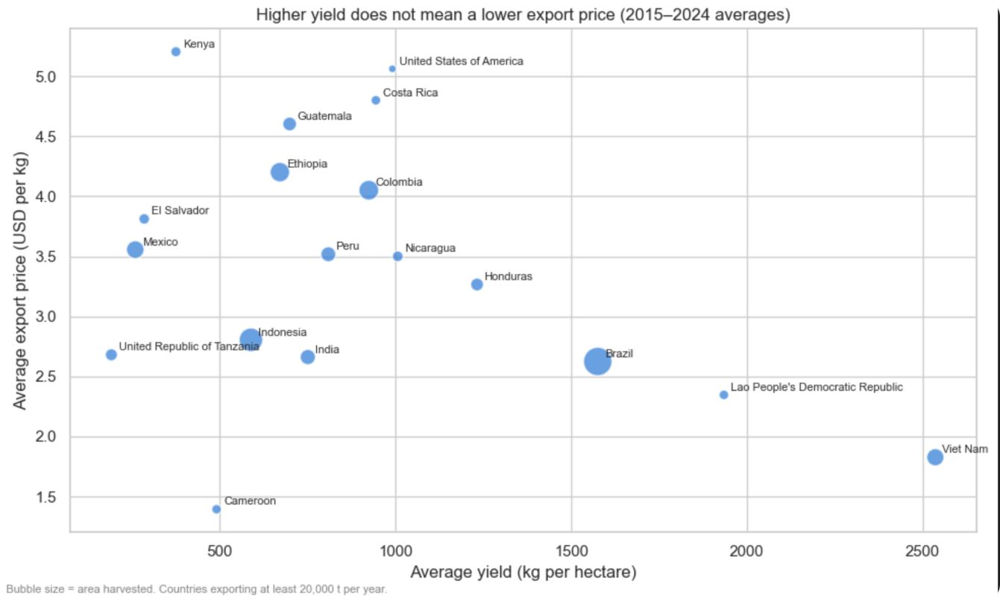 Higher yield does not mean a lower export price (2015–2024 averages)
Kenya
United States of America
5.0
Costa Rica
Guatemala
4.5
Ethiopia
Colombia
4.0
El Salvador
Mexico
Peru
Nicaragua
3.5
Honduras
3.0
Indonesia
United Republic of Tanzania
India
Brazil
2.5
Lao People's Democratic Republic
2.0
Viet Nam
1.5
Cameroon
Average export price (USD per kg)
500 1000 1500 2000 2500
Average yield (kg per hectare)
Bubble size = area harvested. Countries exporting at least 20,000 t per year.